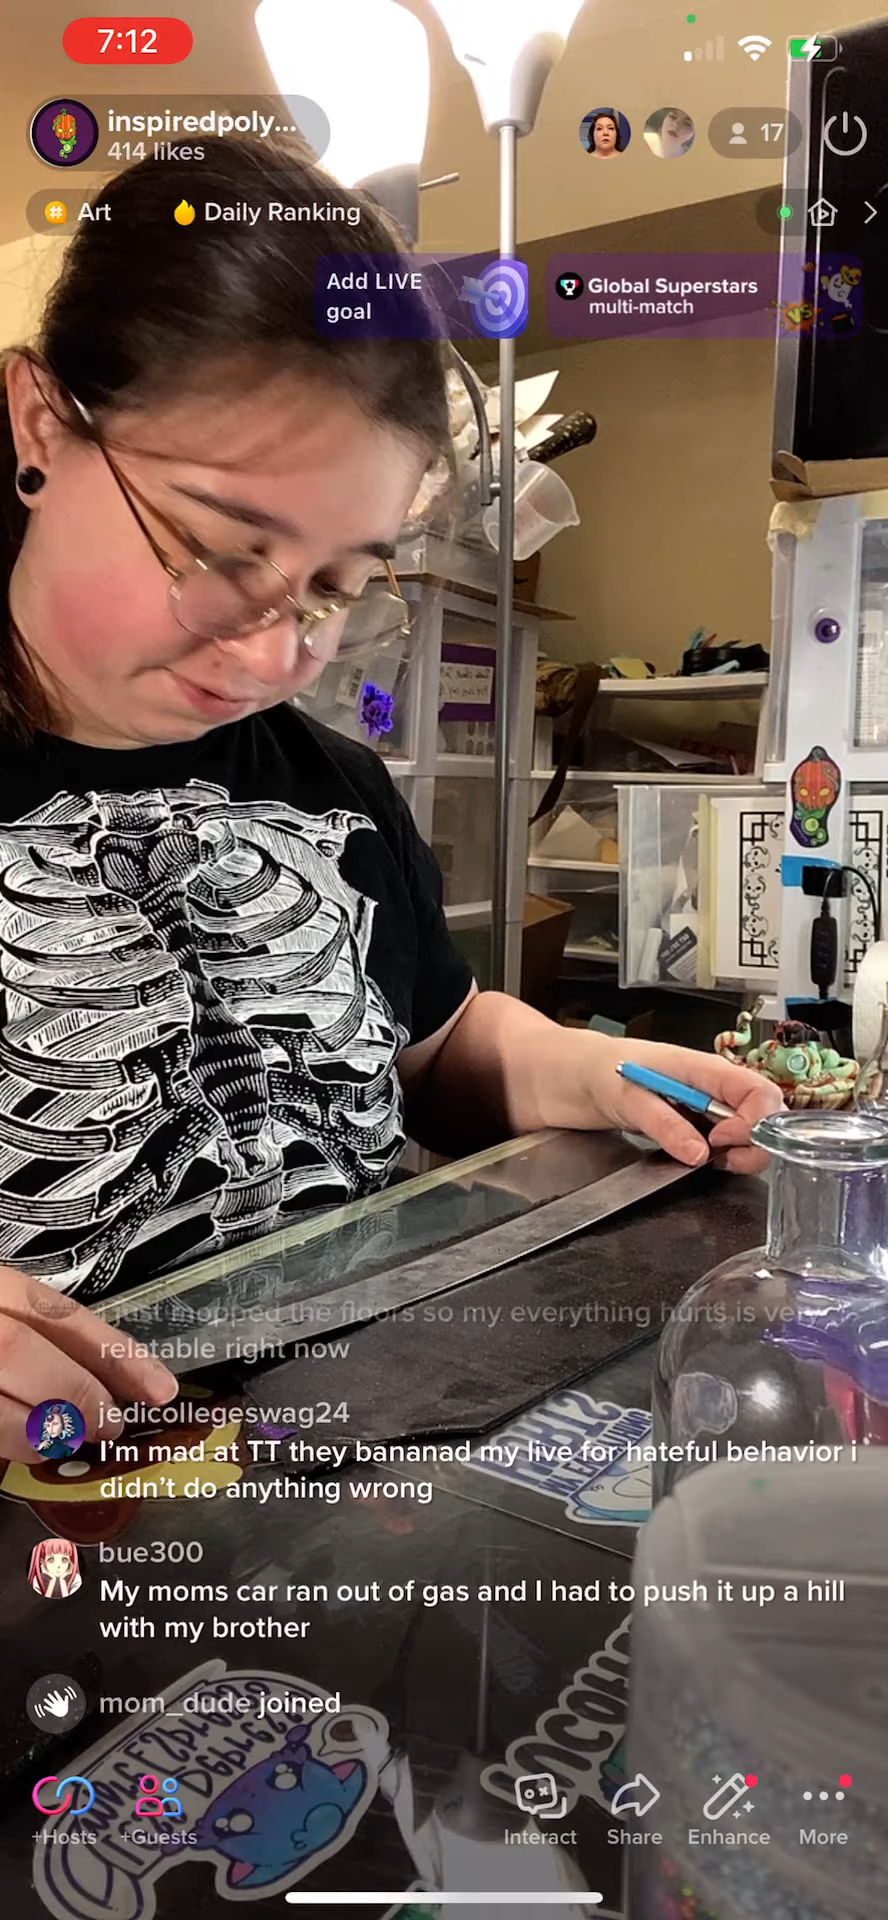 7:12
inspiredpoly...
414 likes
17
Art
Daily Ranking
Add LIVE
goal
Global Superstars
multi-match
VS
I just mopped the floors so my everything hurts is very
relatable right now
jedicollegeswag24
I'm mad at TT they bananad my live for hateful behavior i
didn't do anything wrong
bue300
My moms car ran out of gas and I had to push it up a hill
with my brother
mom_dude joined
+Hosts
+Guests
Interact
Share
Enhance
More